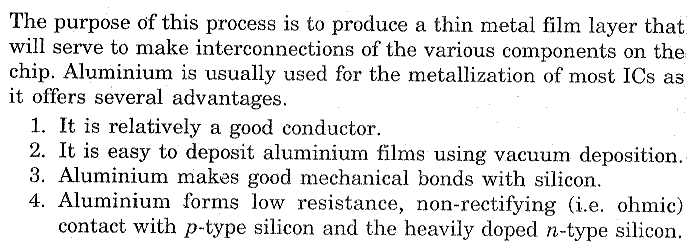 The purpose of this process is to produce a thin metal film layer that
will serve to make interconnections of the various components on the
chip. Aluminium is usually used for the metallization of most ICs as
it offers several advantages.
1. It is relatively a good conductor.
2. It is easy to deposit aluminium films using vacuum deposition.
3. Aluminium makes good mechanical bonds with silicon.
4. Aluminium forms low resistance, non-rectifying (i.e. ohmic)
contact with p-type silicon and the heavily doped n-type silicon.